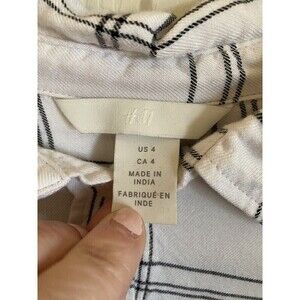 H&M
US 4
CA 4
MADE IN
INDIA
FABRIQUÉ EN
INDE